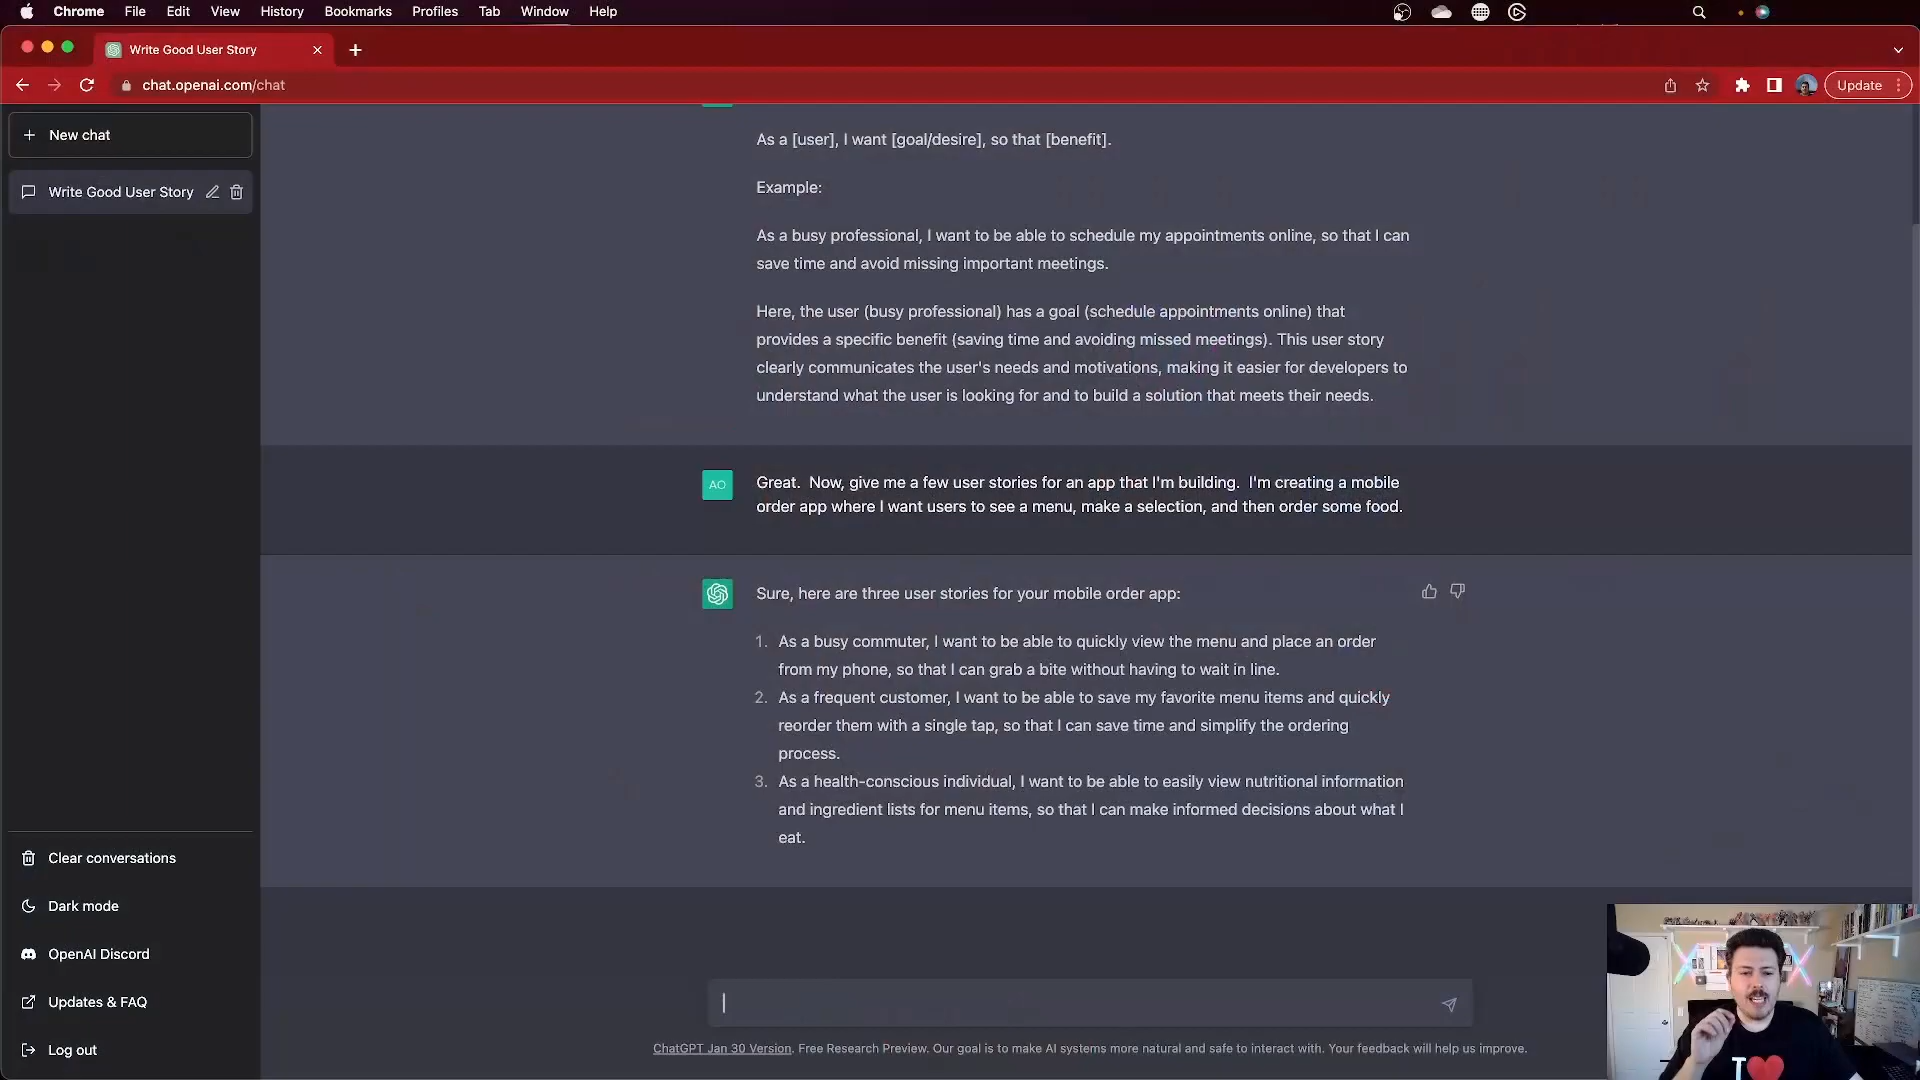 Chrome File Edit View History Bookmarks Profiles Tab Window Help
Write Good User Story
chat.openai.com/chat
Update
New chat
Write Good User Story
As a [user], I want [goal/desire], so that [benefit].
Example:
As a busy professional, I want to be able to schedule my appointments online, so that I can
save time and avoid missing important meetings.
Here, the user (busy professional) has a goal (schedule appointments online) that
provides a specific benefit (saving time and avoiding missed meetings). This user story
clearly communicates the user's needs and motivations, making it easier for developers to
understand what the user is looking for and to build a solution that meets their needs.
AO
Great.  Now, give me a few user stories for an app that I'm building.  I'm creating a mobile
order app where I want users to see a menu, make a selection, and then order some food.
Sure, here are three user stories for your mobile order app:
1. As a busy commuter, I want to be able to quickly view the menu and place an order
from my phone, so that I can grab a bite without having to wait in line.
2. As a frequent customer, I want to be able to save my favorite menu items and quickly
reorder them with a single tap, so that I can save time and simplify the ordering
process.
3. As a health-conscious individual, I want to be able to easily view nutritional information
and ingredient lists for menu items, so that I can make informed decisions about what I
eat.
Clear conversations
Dark mode
OpenAI Discord
Updates & FAQ
Log out
ChatGPT Jan 30 Version. Free Research Preview. Our goal is to make AI systems more natural and safe to interact with. Your feedback will help us improve.
I